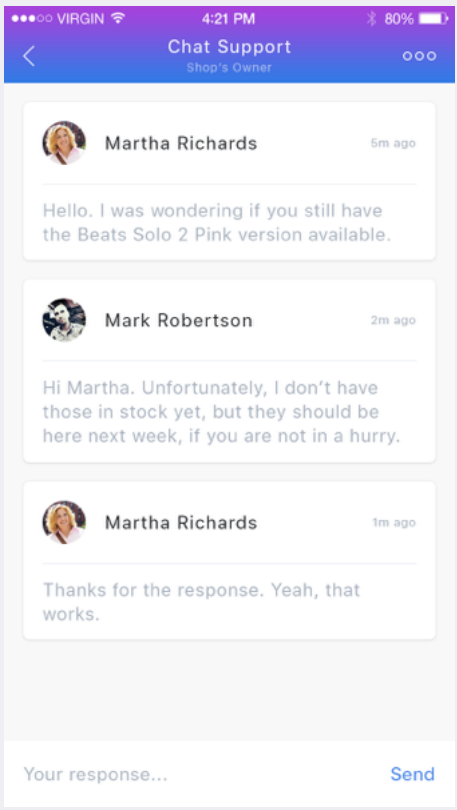 VIRGIN 4:21 PM 80%
Chat Support
Shop's Owner
Martha Richards 5m ago
Hello. I was wondering if you still have
the Beats Solo 2 Pink version available.
Mark Robertson 2m ago
Hi Martha. Unfortunately, I don't have
those in stock yet, but they should be
here next week, if you are not in a hurry.
Martha Richards 1m ago
Thanks for the response. Yeah, that
works.
Your response... Send